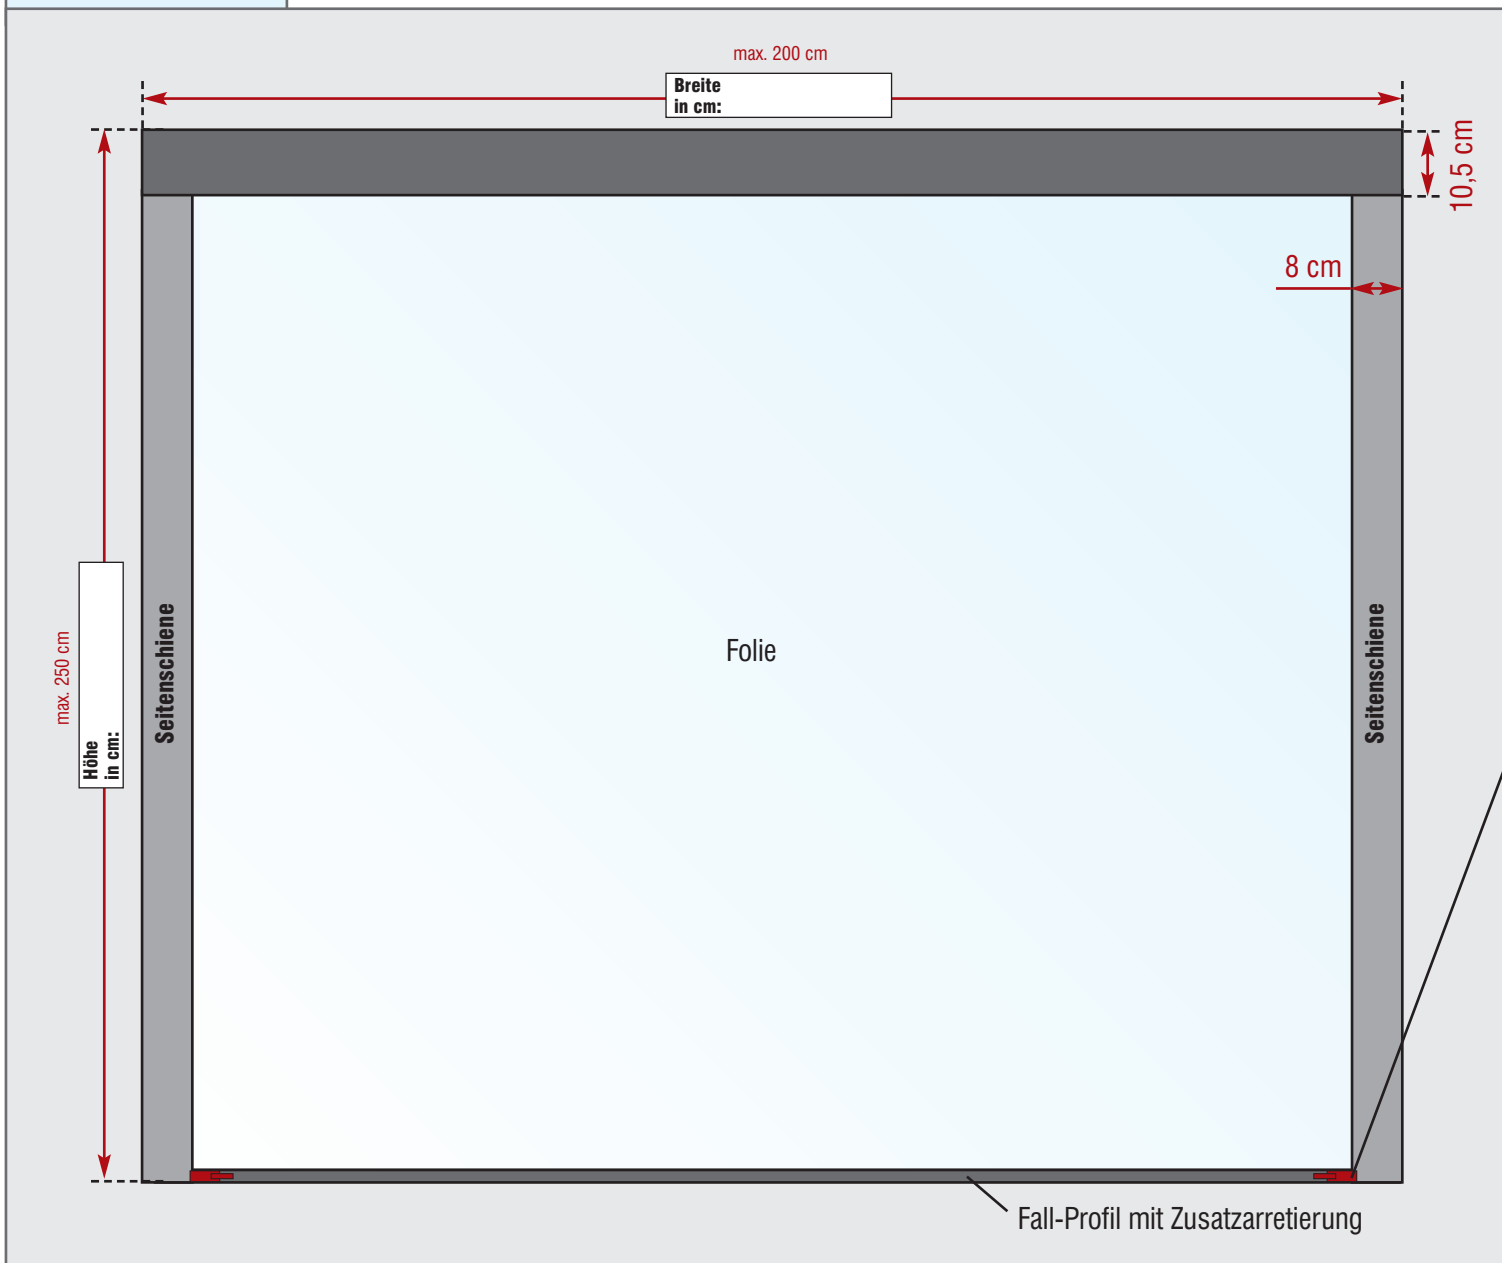 max. 200 cm
Breite
in cm:
10,5 cm
8 cm
max. 250 cm
Höhe
in cm:
Seitenschiene
Folie
Seitenschiene
Fall-Profil mit Zusatzarretierung